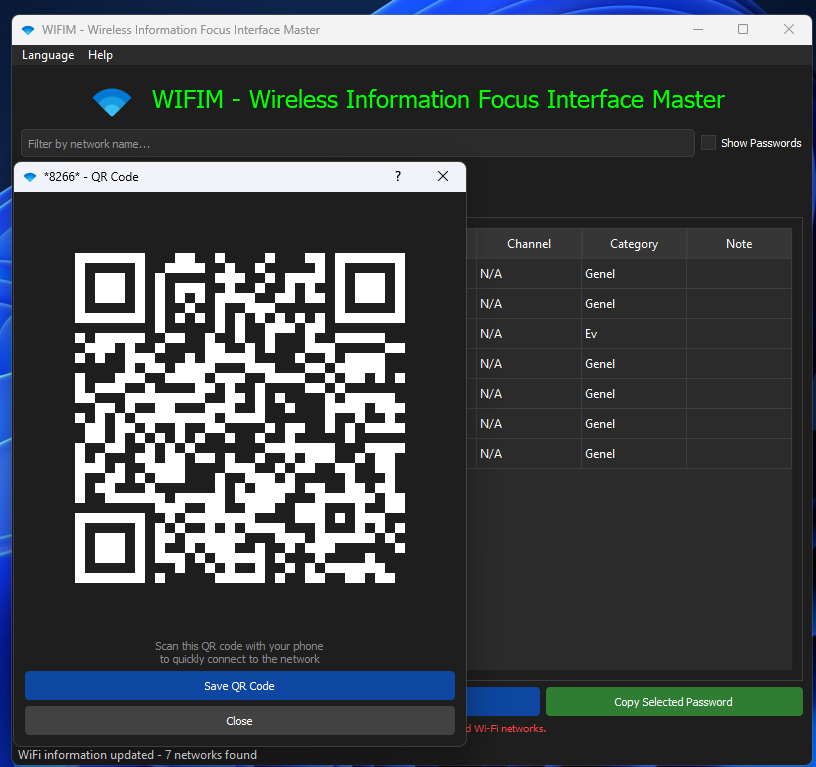 WIFIM - Wireless Information Focus Interface Master
Language Help
WIFIM - Wireless Information Focus Interface Master
Filter by network name...
Show Passwords
*8266* - QR Code
?
Channel Category Note
N/A Genel
N/A Genel
N/A Ev
N/A Genel
N/A Genel
N/A Genel
N/A Genel
Scan this QR code with your phone
to quickly connect to the network
Save QR Code
Copy Selected Password
Close
Wi-Fi networks.
WiFi information updated - 7 networks found